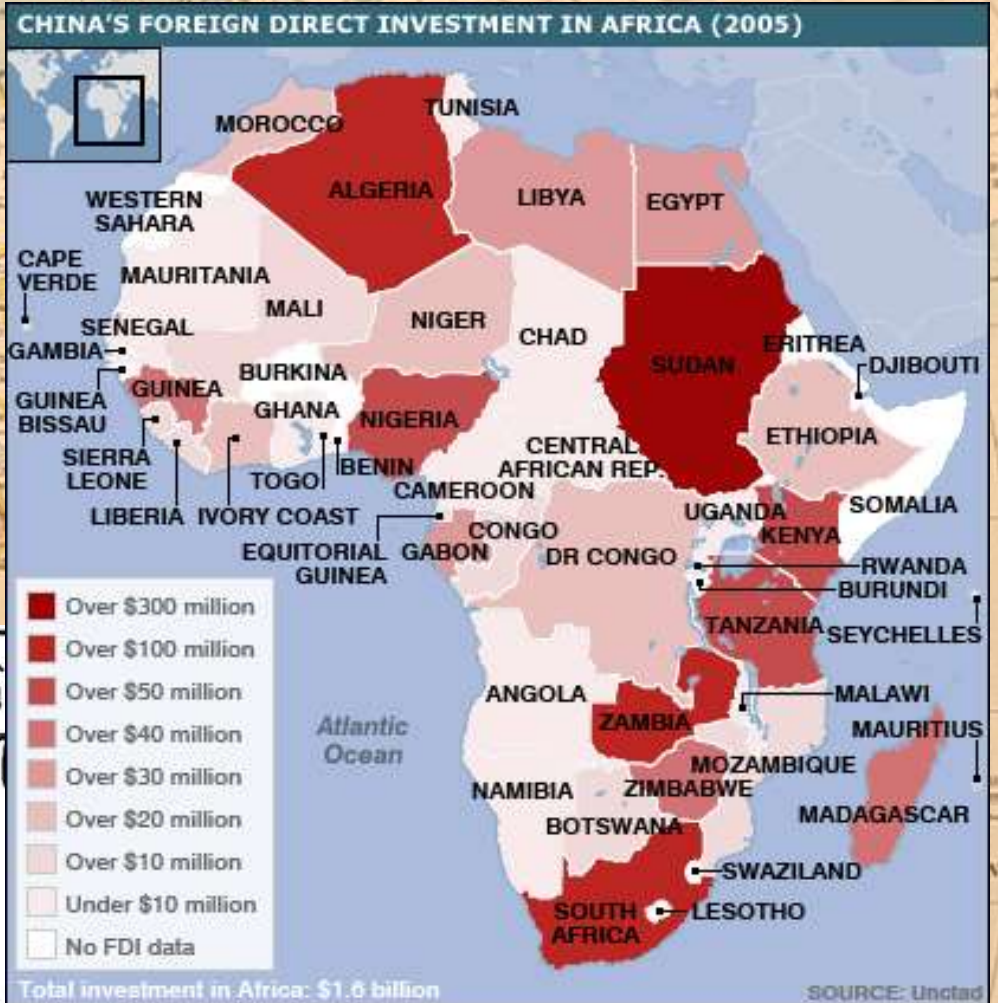 CHINA'S FOREIGN DIRECT INVESTMENT IN AFRICA (2005)
TUNISIA
MOROCCO
ALGERIA
LIBYA
EGYPT
WESTERN
SAHARA
CAPE
VERDE
MAURITANIA
MALI
NIGER
CHAD
SUDAN
ERITREA
DJIBOUTI
SENEGAL
GAMBIA
GUINEA
BISSAU
GUINEA
BURKINA
GHANA
NIGERIA
ETHIOPIA
CENTRAL
AFRICAN REP.
SIERRA
LEONE
TOGO
BENIN
CAMEROON
LIBERIA
IVORY COAST
SOMALIA
UGANDA
KENYA
EQUITORIAL
GUINEA
GABON
CONGO
DR CONGO
RWANDA
BURUNDI
TANZANIA
SEYCHELLES
ANGOLA
ZAMBIA
MALAWI
MAURITIUS
Atlantic
Ocean
NAMIBIA
ZIMBABWE
MOZAMBIQUE
MADAGASCAR
BOTSWANA
SWAZILAND
SOUTH
AFRICA
LESOTHO
Over $300 million
Over $100 million
Over $50 million
Over $40 million
Over $30 million
Over $20 million
Over $10 million
Under $10 million
No FDI data
Total investment in Africa: $1.6 billion
SOURCE: Unctad